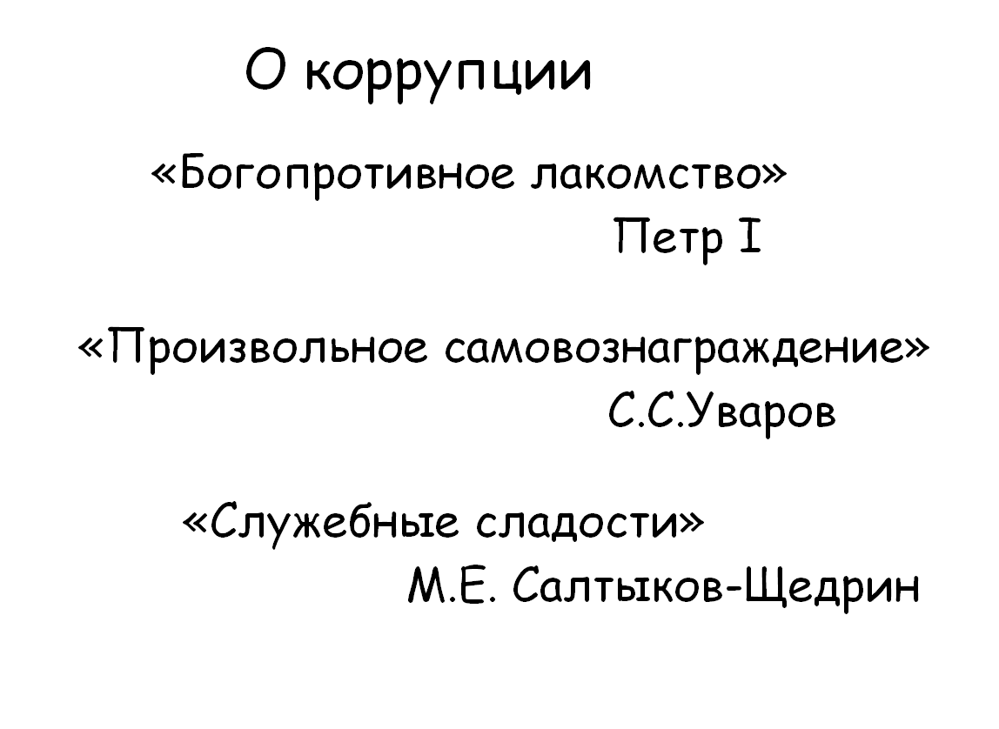 О коррупции
«Богопротивное лакомство»
Петр I
«Произвольное самовознаграждение»
С.С.Уваров
«Служебные сладости»
М.Е. Салтыков-Щедрин